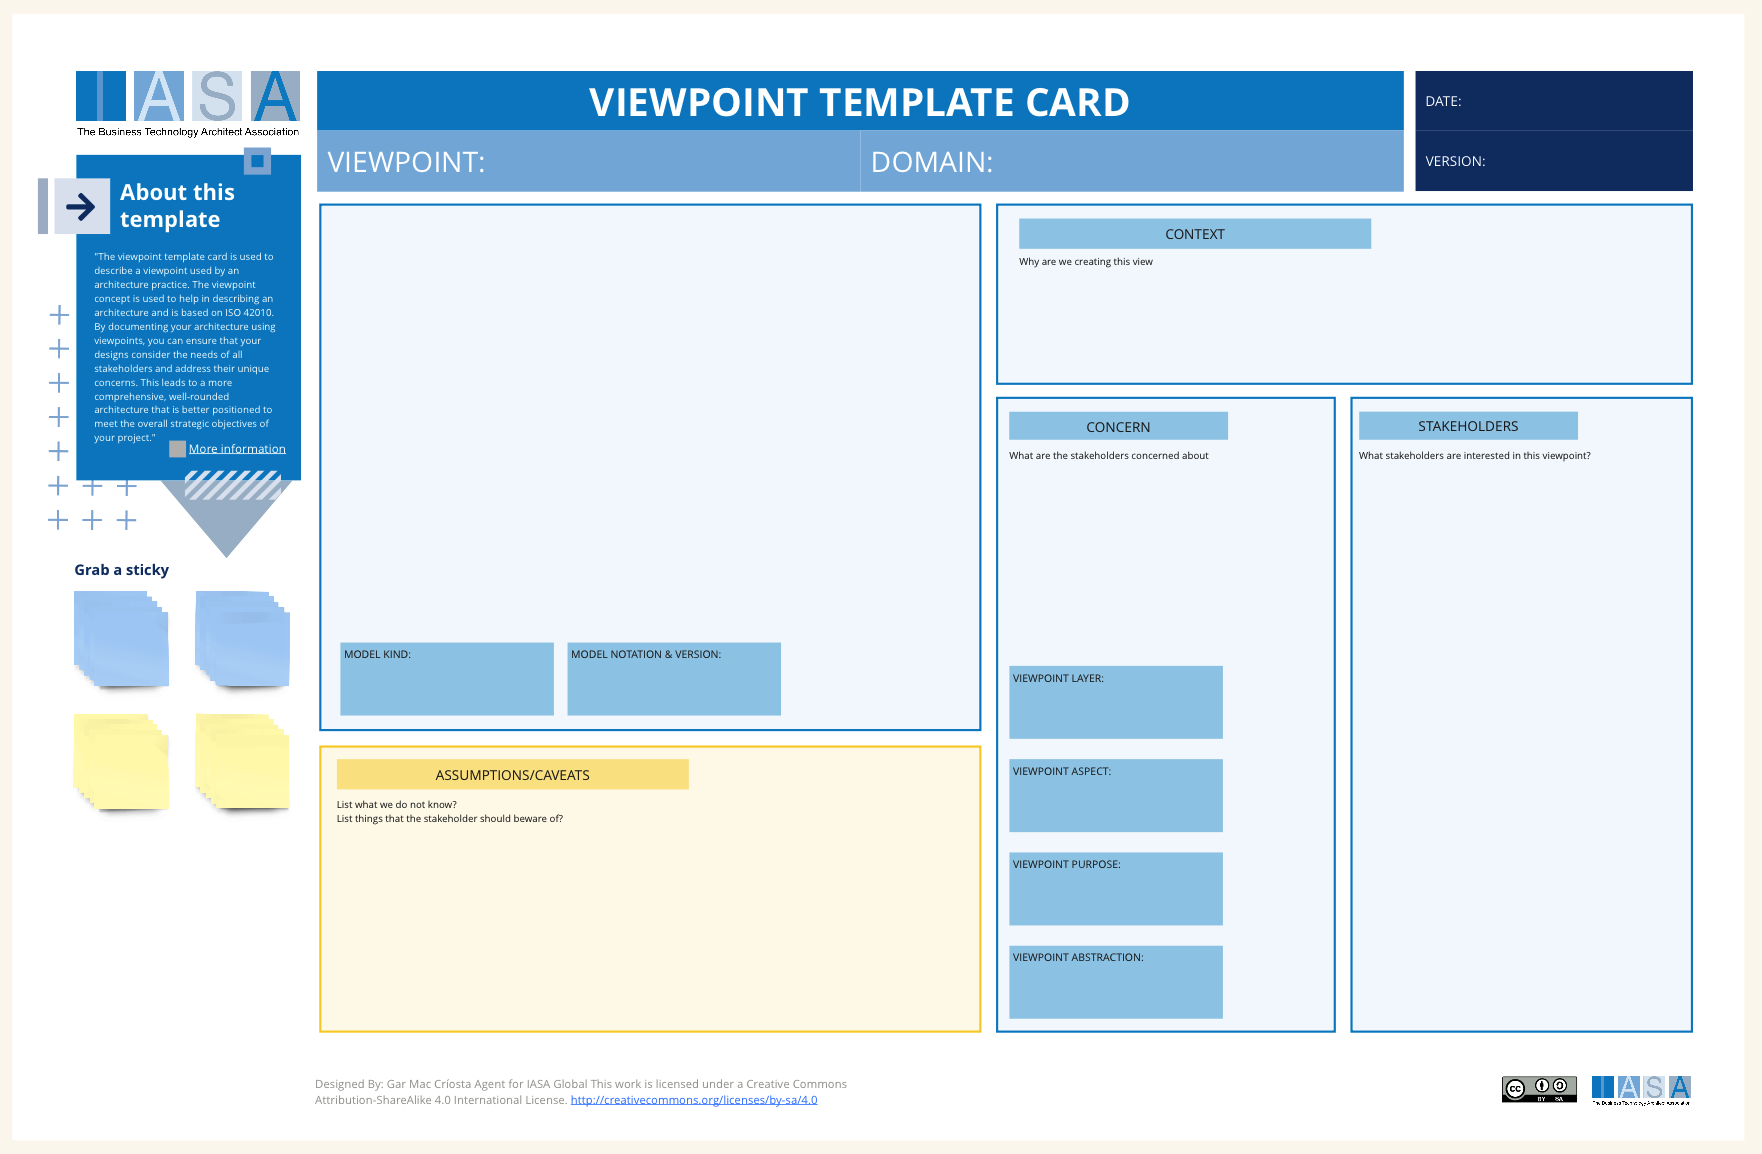 IASA
The Business Technology Architect Association
VIEWPOINT TEMPLATE CARD
VIEWPOINT:
DOMAIN:
DATE:
VERSION:
About this
template
"The viewpoint template card is used to
describe a viewpoint used by an
architecture practice. The viewpoint
concept is used to help in describing an
architecture and is based on ISO 42010.
By documenting your architecture using
viewpoints, you can ensure that your
designs consider the needs of all
stakeholders and address their unique
concerns. This leads to a more
comprehensive, well-rounded
architecture that is better positioned to
meet the overall strategic objectives of
your project."
More information
Grab a sticky
MODEL KIND:
MODEL NOTATION & VERSION:
ASSUMPTIONS/CAVEATS
List what we do not know?
List things that the stakeholder should beware of?
CONTEXT
Why are we creating this view
CONCERN
What are the stakeholders concerned about
VIEWPOINT LAYER:
VIEWPOINT ASPECT:
VIEWPOINT PURPOSE:
VIEWPOINT ABSTRACTION:
STAKEHOLDERS
What stakeholders are interested in this viewpoint?
Designed By: Gar Mac Críosta Agent for IASA Global This work is licensed under a Creative Commons
Attribution-ShareAlike 4.0 International License. http://creativecommons.org/licenses/by-sa/4.0
cc
BY SA
IASA
The Business Technology Architect Association